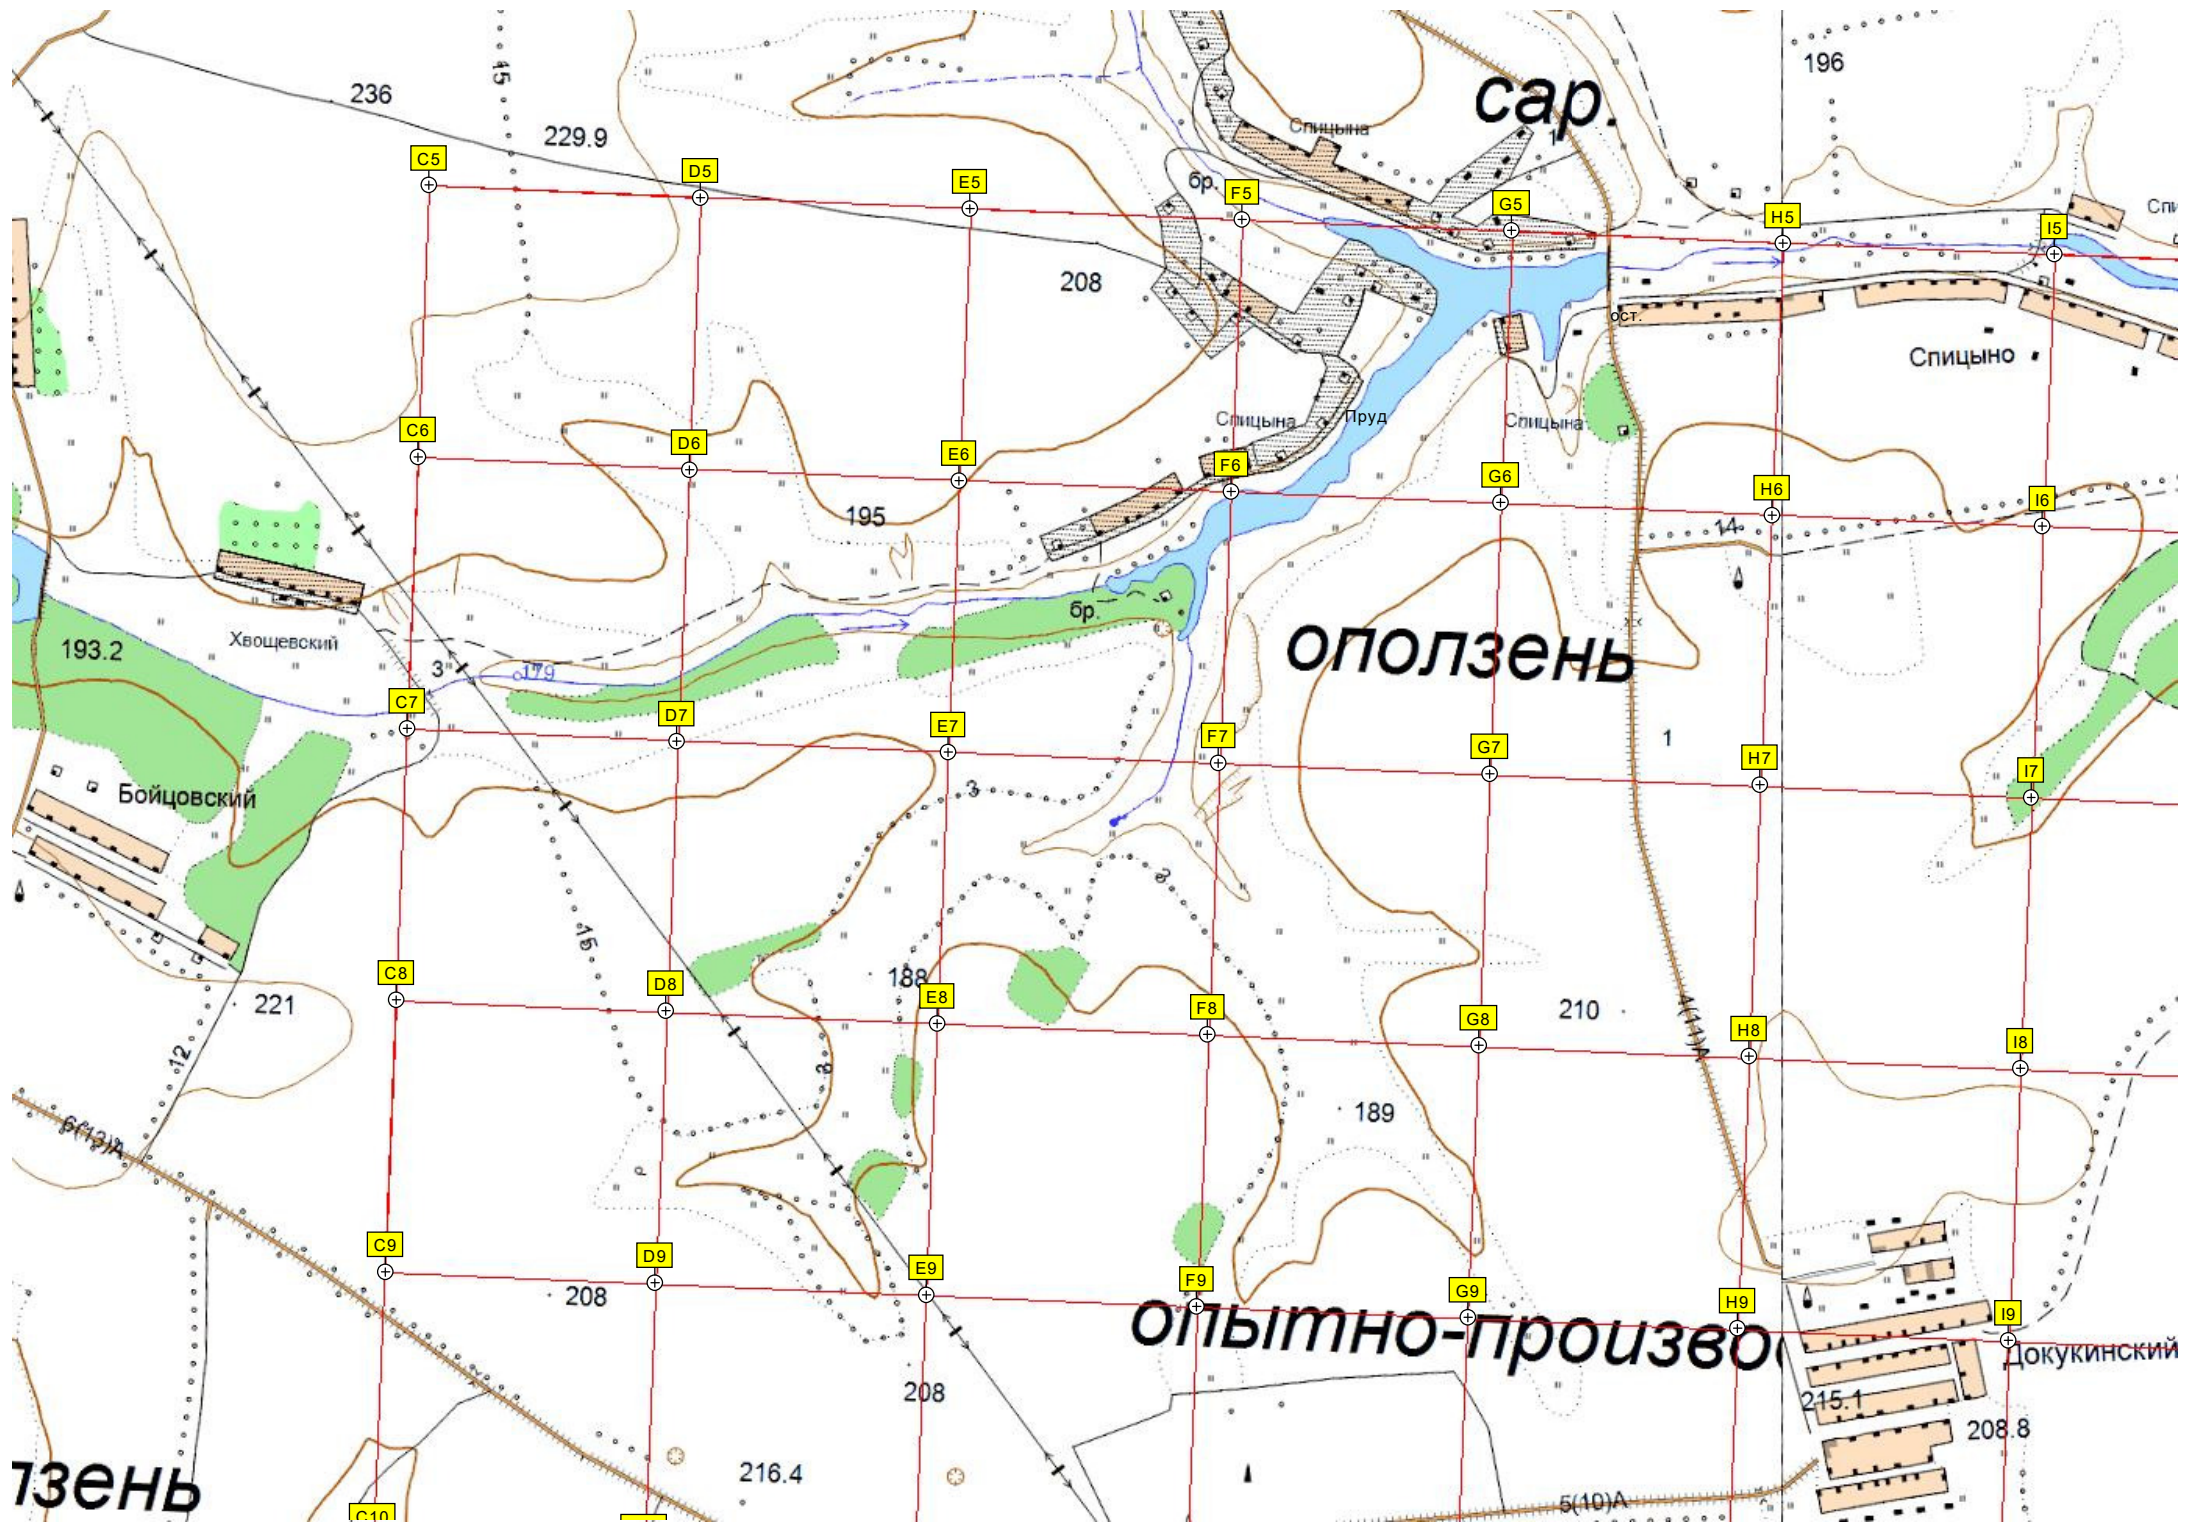 15
236
229.9
196
сар.
1
Спицына
бр.
C5
D5
E5
F5
G5
H5
I5
208
ост.
Спицыно
Спицына
Пруд
Спицына
C6
D6
E6
F6
G6
H6
I6
195
14
бр.
193.2
Хвощевский
3
179
оползень
C7
D7
E7
F7
G7
H7
I7
1
3
Бойцовский
3
15
188
C8
D8
E8
F8
G8
H8
I8
221
210
4(11)А
12
3
189
6(13)А
C9
D9
E9
F9
G9
H9
I9
208
опытно-произво
Докукинский
208
215.1
208.8
216.4
лзень
5(10)А
C10